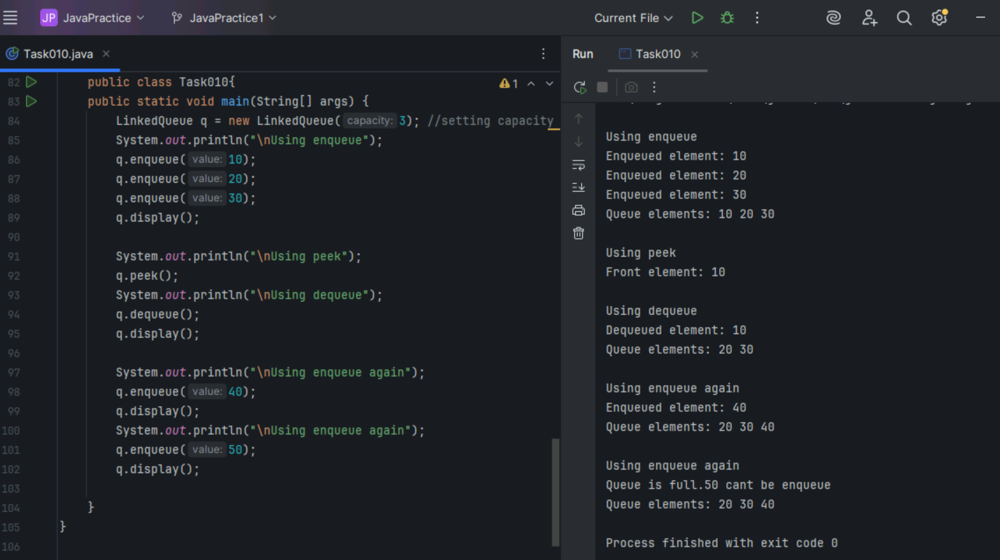 JP JavaPractice JavaPractice1 Current File
Task010.java
82 public class Task010{
83 public static void main(String[] args) {
84 LinkedQueue q = new LinkedQueue( capacity: 3); //setting capacity
85 System.out.println("\nUsing enqueue");
86 q.enqueue( value: 10);
87 q.enqueue( value: 20);
88 q.enqueue( value: 30);
89 q.display();
90
91 System.out.println("\nUsing peek");
92 q.peek();
93 System.out.println("\nUsing dequeue");
94 q.dequeue();
95 q.display();
96
97 System.out.println("\nUsing enqueue again");
98 q.enqueue( value: 40);
99 q.display();
100 System.out.println("\nUsing enqueue again");
101 q.enqueue( value: 50);
102 q.display();
103
104 }
105 }
106
1
Run Task010
Using enqueue
Enqueued element: 10
Enqueued element: 20
Enqueued element: 30
Queue elements: 10 20 30
Using peek
Front element: 10
Using dequeue
Dequeued element: 10
Queue elements: 20 30
Using enqueue again
Enqueued element: 40
Queue elements: 20 30 40
Using enqueue again
Queue is full.50 cant be enqueue
Queue elements: 20 30 40
Process finished with exit code 0